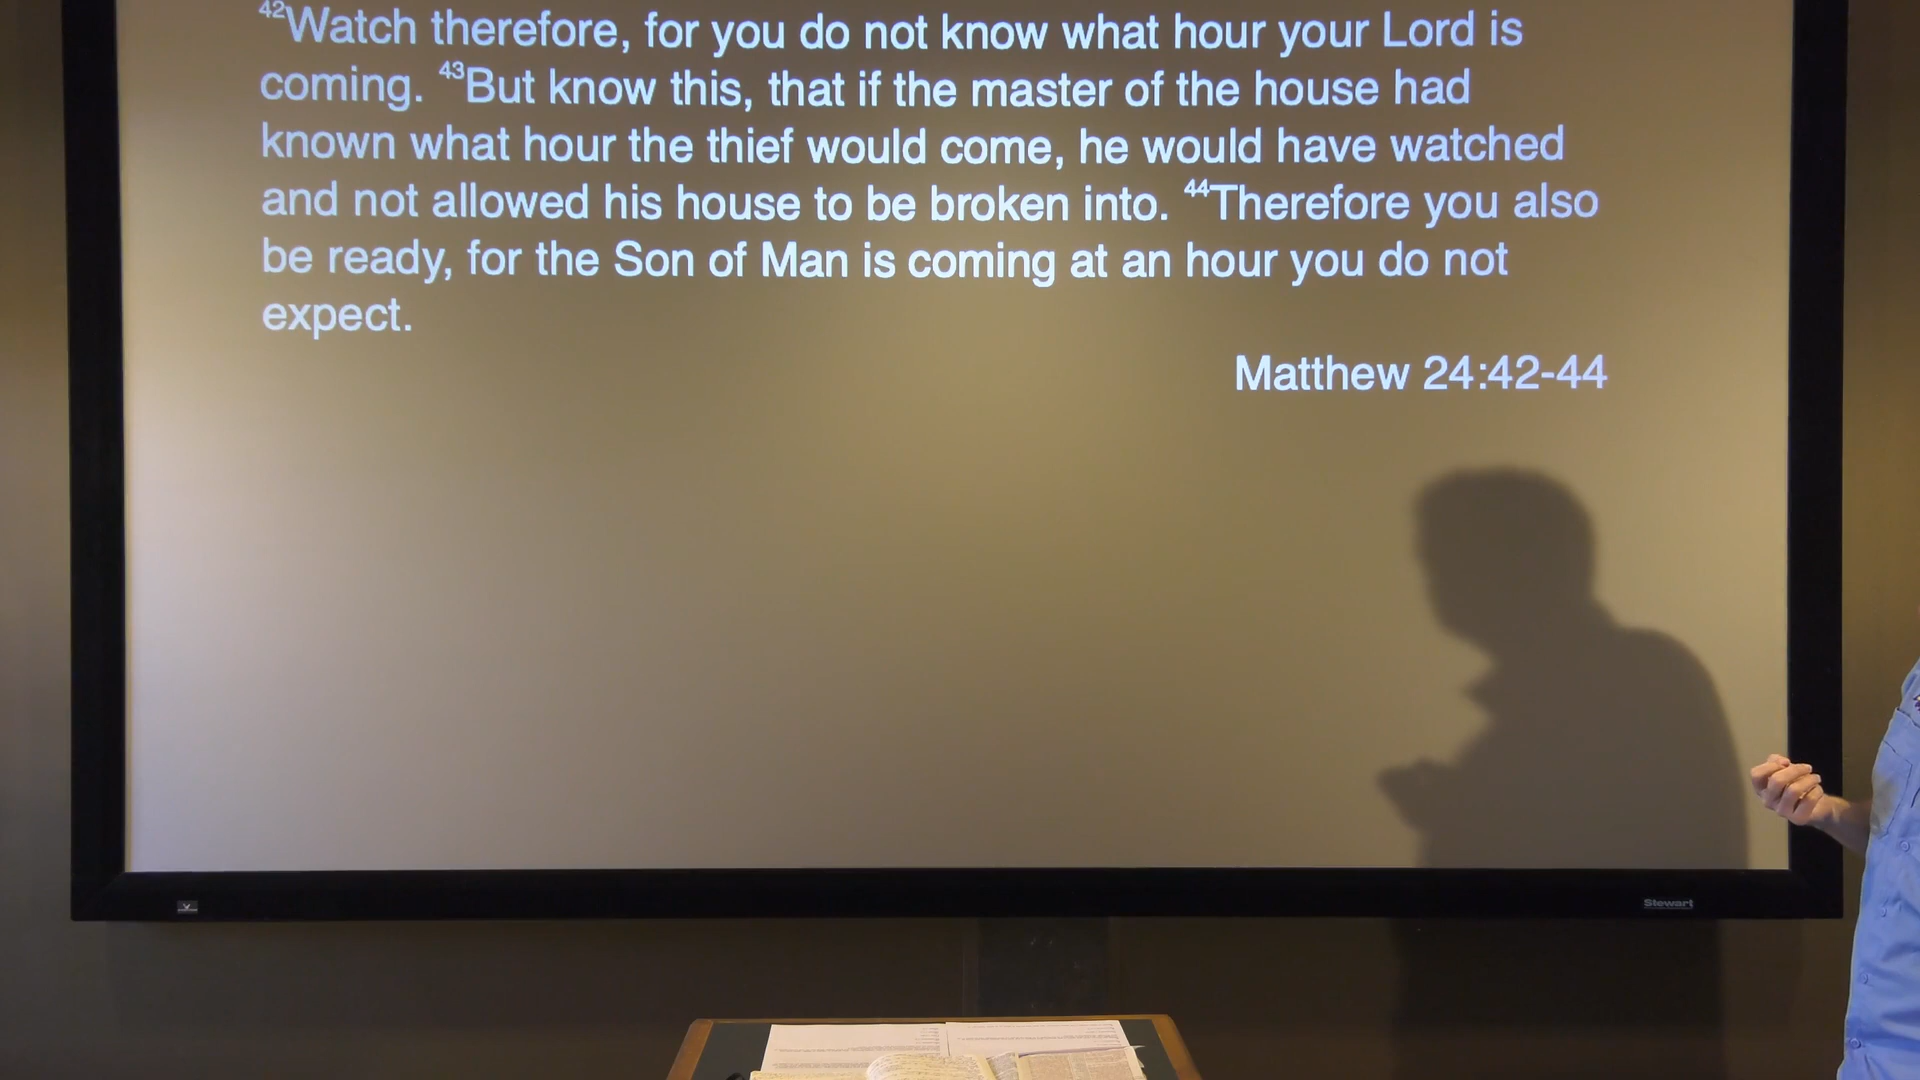 42Watch therefore, for you do not know what hour your Lord is
coming. 43But know this, that if the master of the house had
known what hour the thief would come, he would have watched
and not allowed his house to be broken into. 44Therefore you also
be ready, for the Son of Man is coming at an hour you do not
expect.
Matthew 24:42-44
Stewart